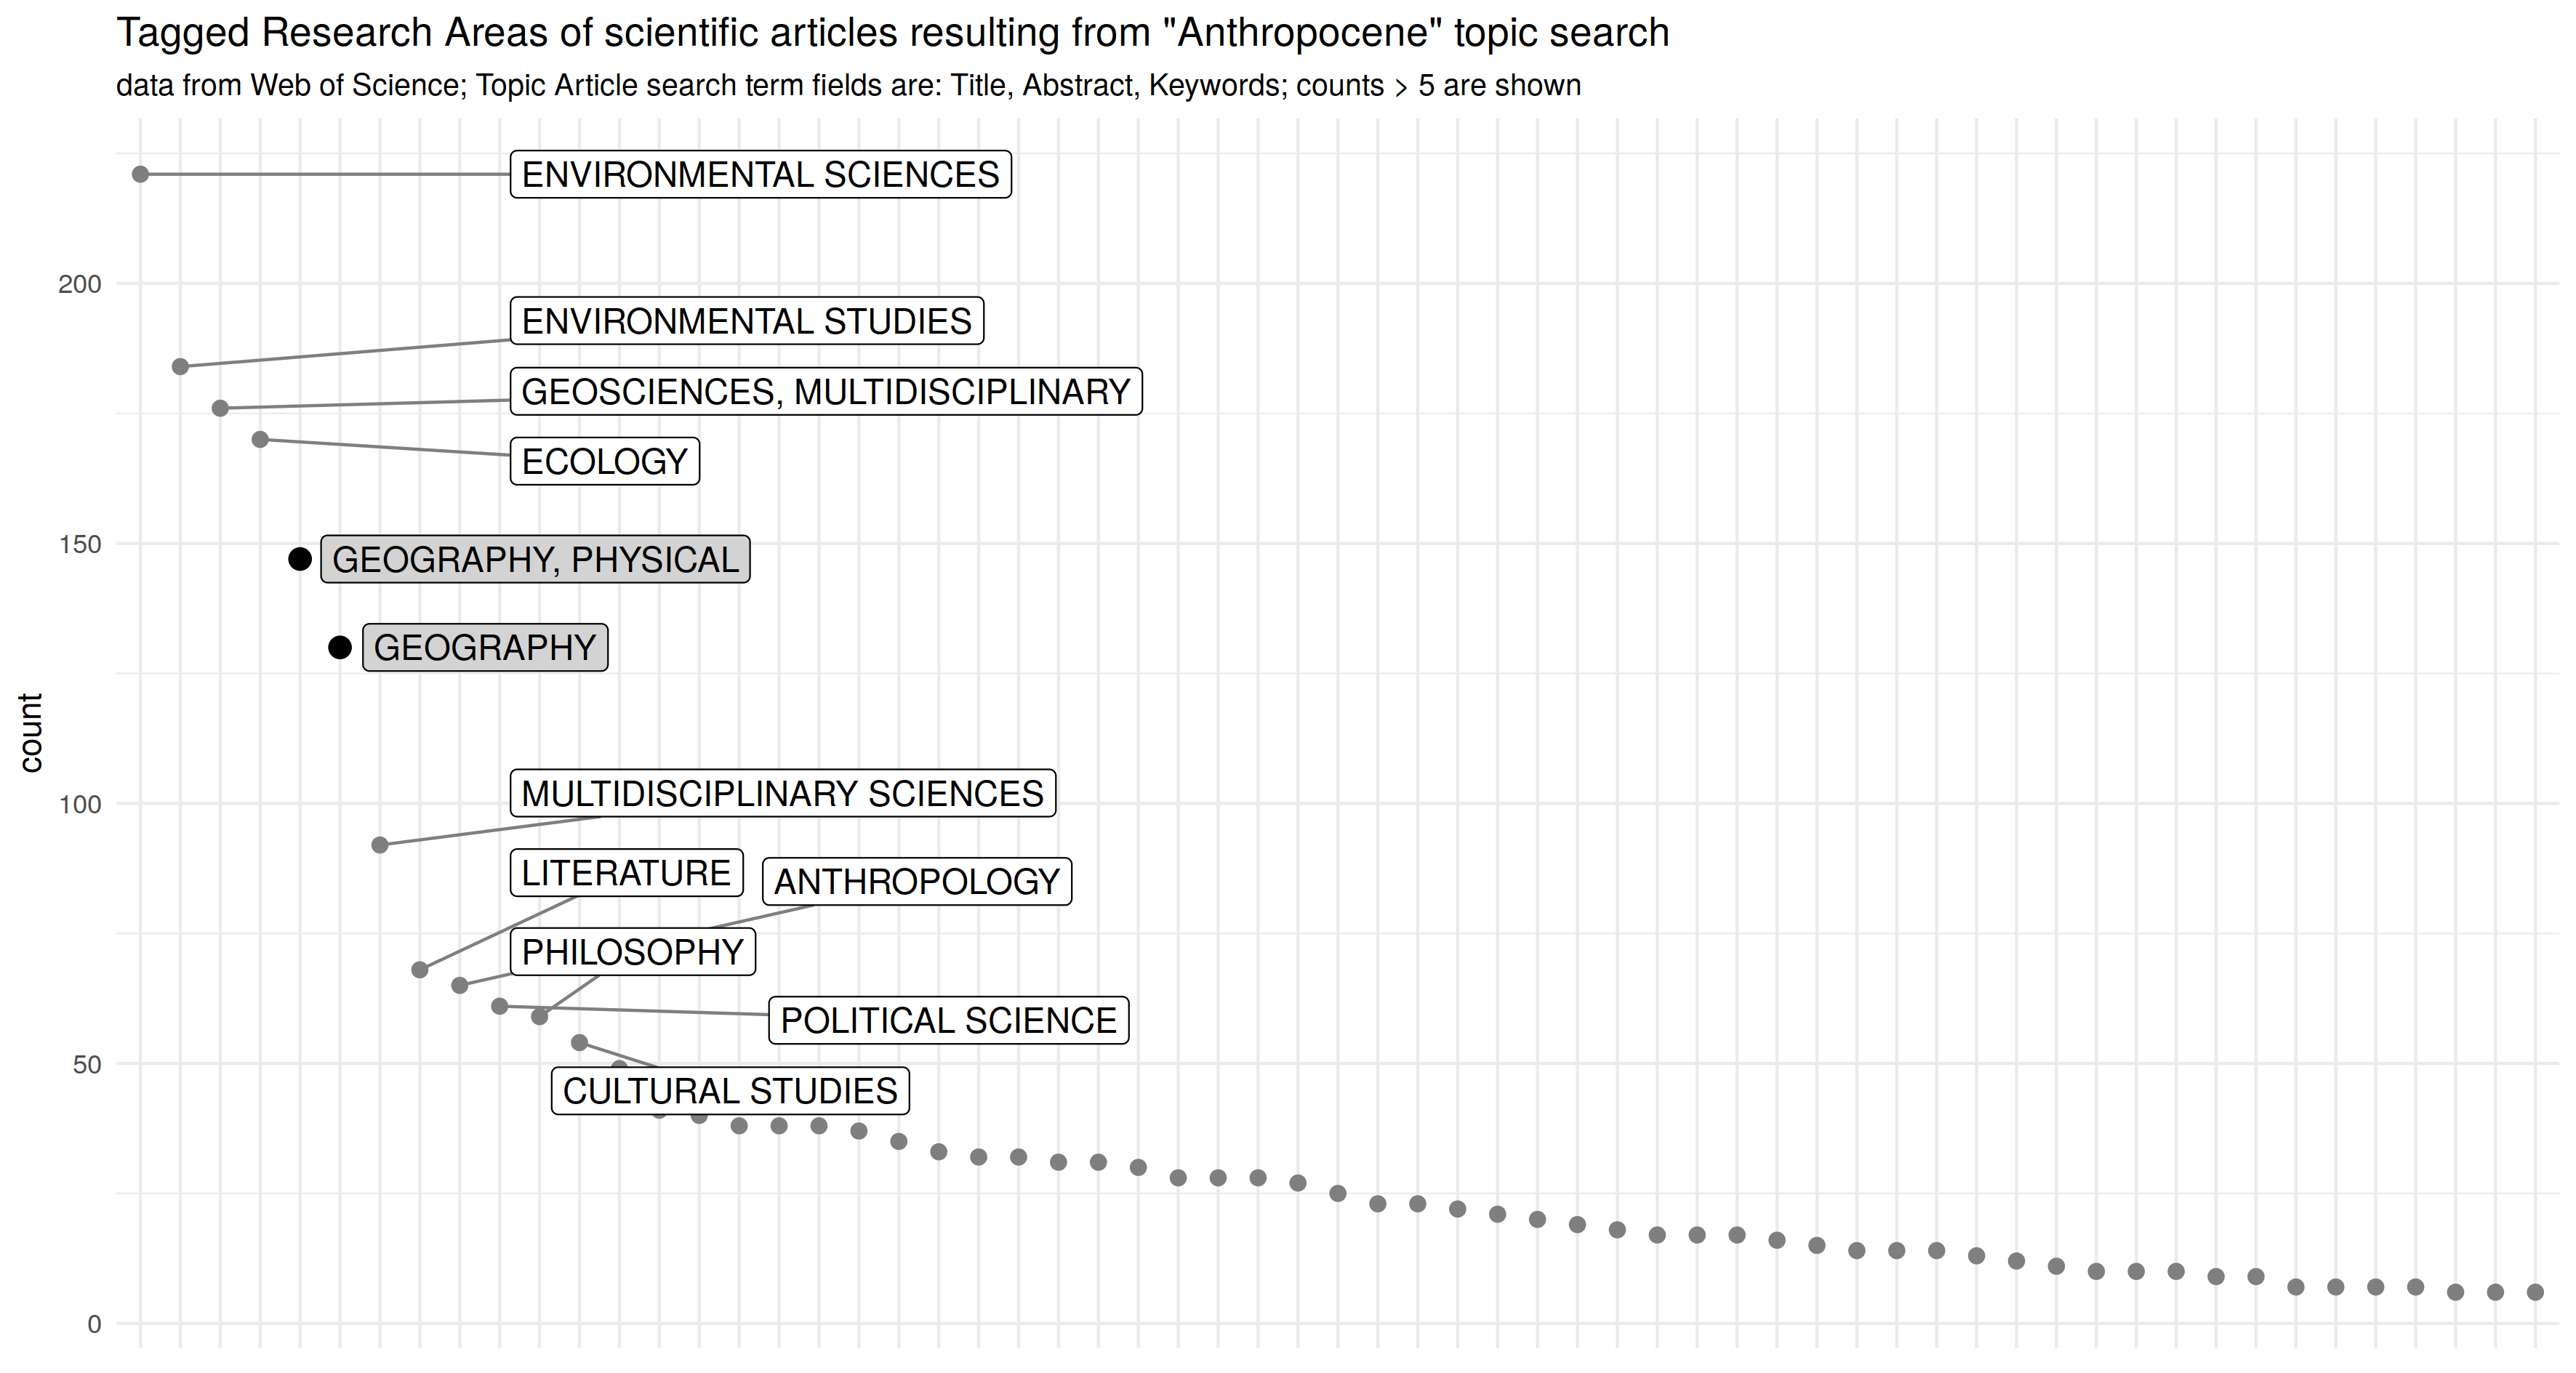 Tagged Research Areas of scientific articles resulting from "Anthropocene" topic search
data from Web of Science; Topic Article search term fields are: Title, Abstract, Keywords; counts > 5 are shown
ENVIRONMENTAL SCIENCES
200
ENVIRONMENTAL STUDIES
GEOSCIENCES, MULTIDISCIPLINARY
ECOLOGY
150
GEOGRAPHY, PHYSICAL
GEOGRAPHY
count
MULTIDISCIPLINARY SCIENCES
100
LITERATURE
ANTHROPOLOGY
PHILOSOPHY
POLITICAL SCIENCE
50
CULTURAL STUDIES
0